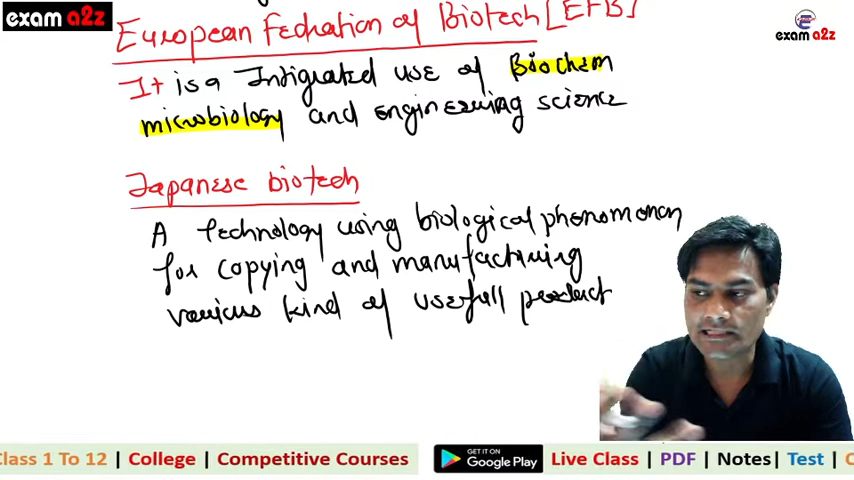 exam a2z
European Fedration of Biotech [EFB]
exam a2z
It is a Intigrated use of Biochem
microbiology and engineering science
Japanese biotech
A technology using biological phenomenon
for copying and manufacturing
various kind of usefull product
Class 1 To 12 | College | Competitive Courses
GET IT ON
Google Play
Live Class | PDF | Notes | Test | C